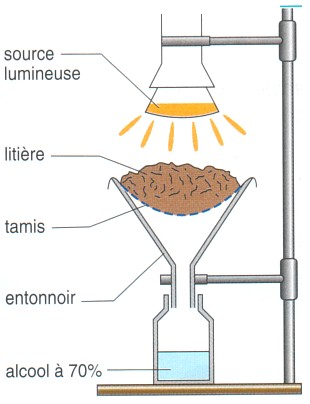 source
lumineuse
litière
tamis
entonnoir
alcool à 70%